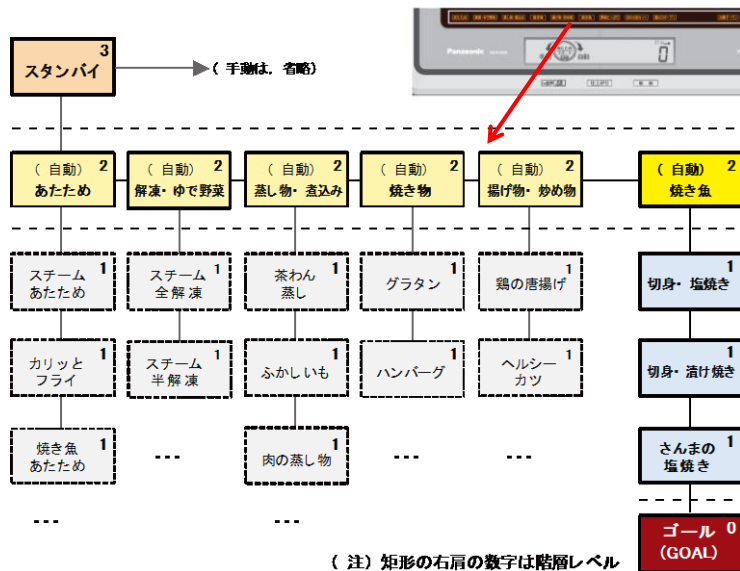 Panasonic
3
スタンバイ
( 手動は, 省略)
(自動) 2
あたため
(自動) 2
解凍・ゆで野菜
(自動) 2
蒸し物・煮込み
(自動) 2
焼き物
(自動) 2
揚げ物・炒め物
(自動) 2
焼き魚
スチーム 1
あたため
スチーム 1
全解凍
茶わん 1
蒸し
グラタン 1
鶏の唐揚げ 1
切身・塩焼き 1
カリッと 1
フライ
スチーム 1
半解凍
ふかしいも 1
ハンバーグ 1
ヘルシー 1
カツ
切身・漬け焼き 1
焼き魚 1
あたため
・・・
肉の蒸し物 1
・・・
・・・
さんまの 1
塩焼き
・・・
・・・
ゴール 0
(GOAL)
( 注) 矩形の右肩の数字は階層レベル